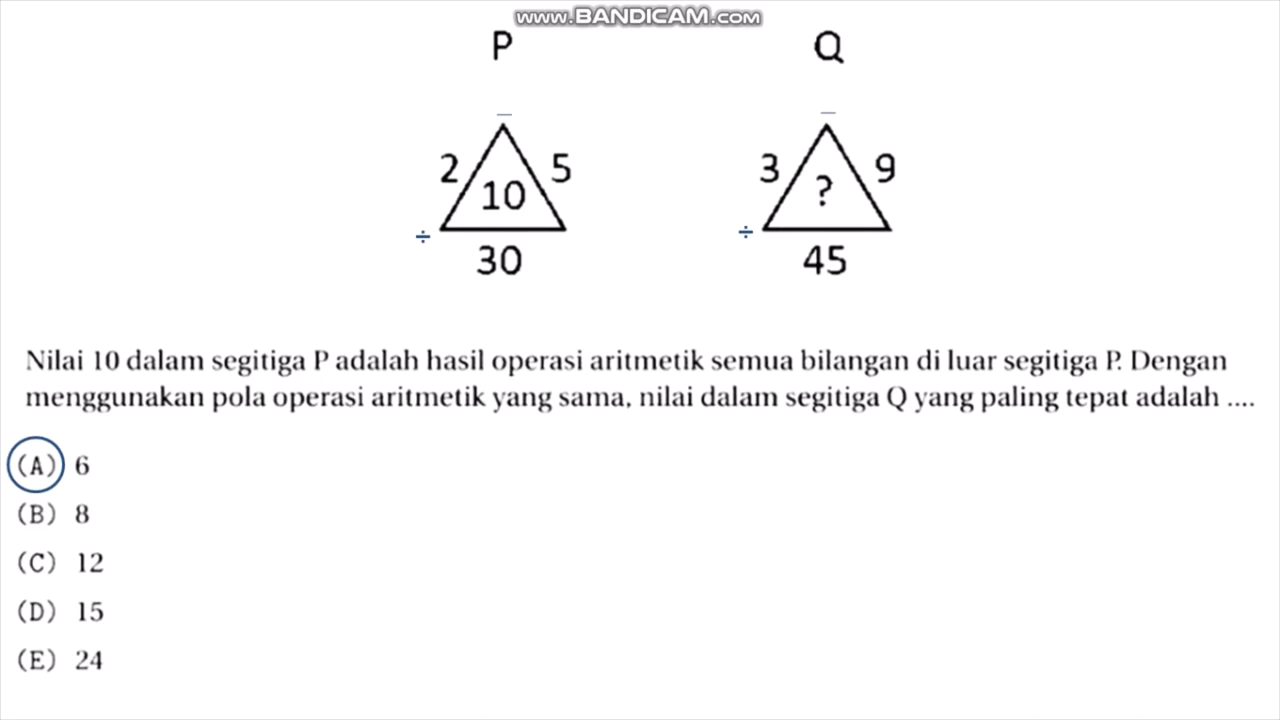 www.BANDICAM.com
P Q
– –
2 5 3 9
10 ?
÷ ÷
30 45
Nilai 10 dalam segitiga P adalah hasil operasi aritmetik semua bilangan di luar segitiga P. Dengan
menggunakan pola operasi aritmetik yang sama, nilai dalam segitiga Q yang paling tepat adalah ....
(A) 6
(B) 8
(C) 12
(D) 15
(E) 24